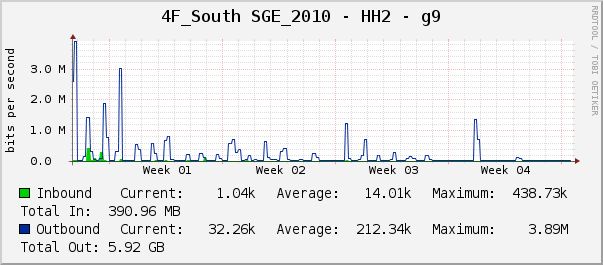 4F_South SGE_2010 - HH2 - g9
RRDTOOL / TOBI OETIKER
bits per second
3.0 M
2.0 M
1.0 M
0.0
Week 01 Week 02 Week 03 Week 04
Inbound Current: 1.04k Average: 14.01k Maximum: 438.73k
Total In: 390.96 MB
Outbound Current: 32.26k Average: 212.34k Maximum: 3.89M
Total Out: 5.92 GB